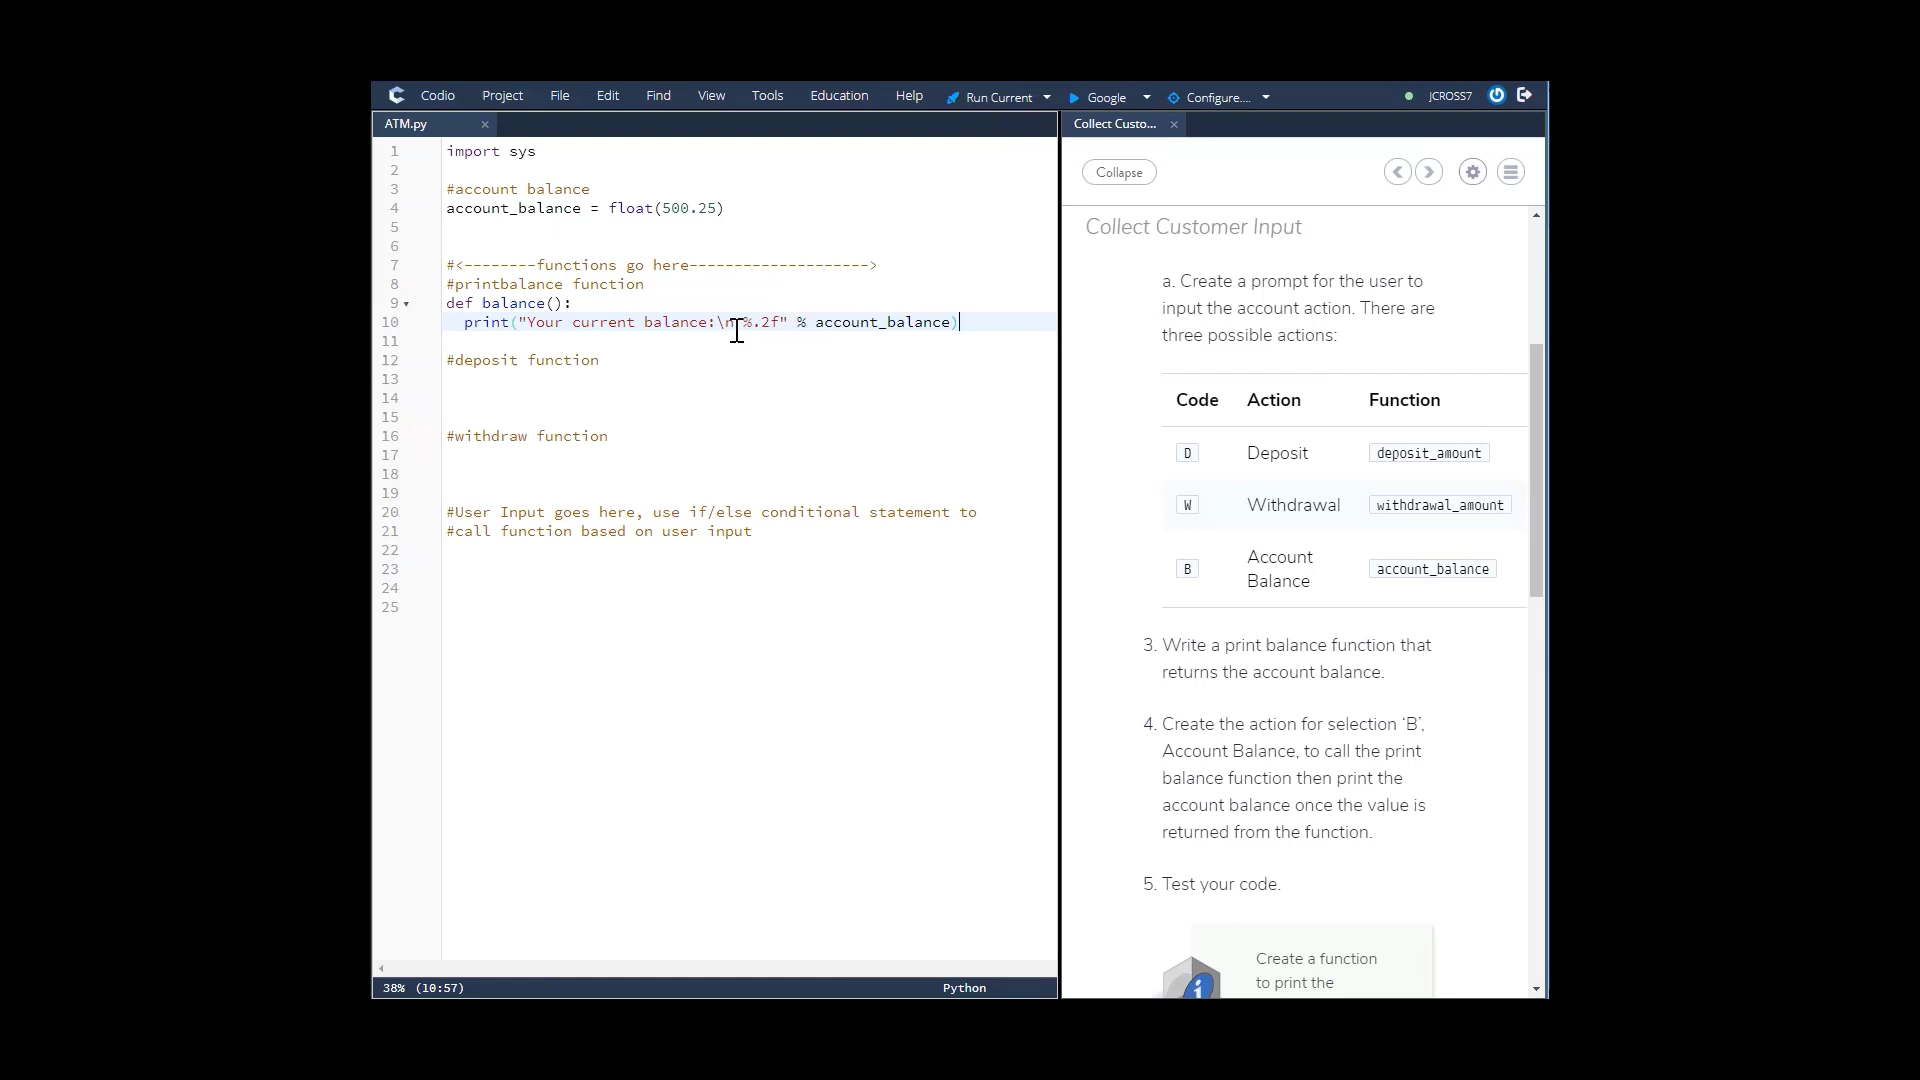 Codio Project File Edit Find View Tools Education Help Run Current Google Configure.... JCROSS7
ATM.py ×
Collect Custo... ×
1 import sys
2
3 #account balance
4 account_balance = float(500.25)
5
6
7 #<--------functions go here-------------------->
8 #printbalance function
9 def balance():
10 print("Your current balance:\n%.2f" % account_balance)
11
12 #deposit function
13
14
15
16 #withdraw function
17
18
19
20 #User Input goes here, use if/else conditional statement to
21 #call function based on user input
22
23
24
25
38% (10:57) Python
Collapse
Collect Customer Input
a. Create a prompt for the user to
input the account action. There are
three possible actions:
Code Action Function
D Deposit deposit_amount
W Withdrawal withdrawal_amount
B Account Balance account_balance
3. Write a print balance function that
returns the account balance.
4. Create the action for selection ‘B’,
Account Balance, to call the print
balance function then print the
account balance once the value is
returned from the function.
5. Test your code.
Create a function
to print the